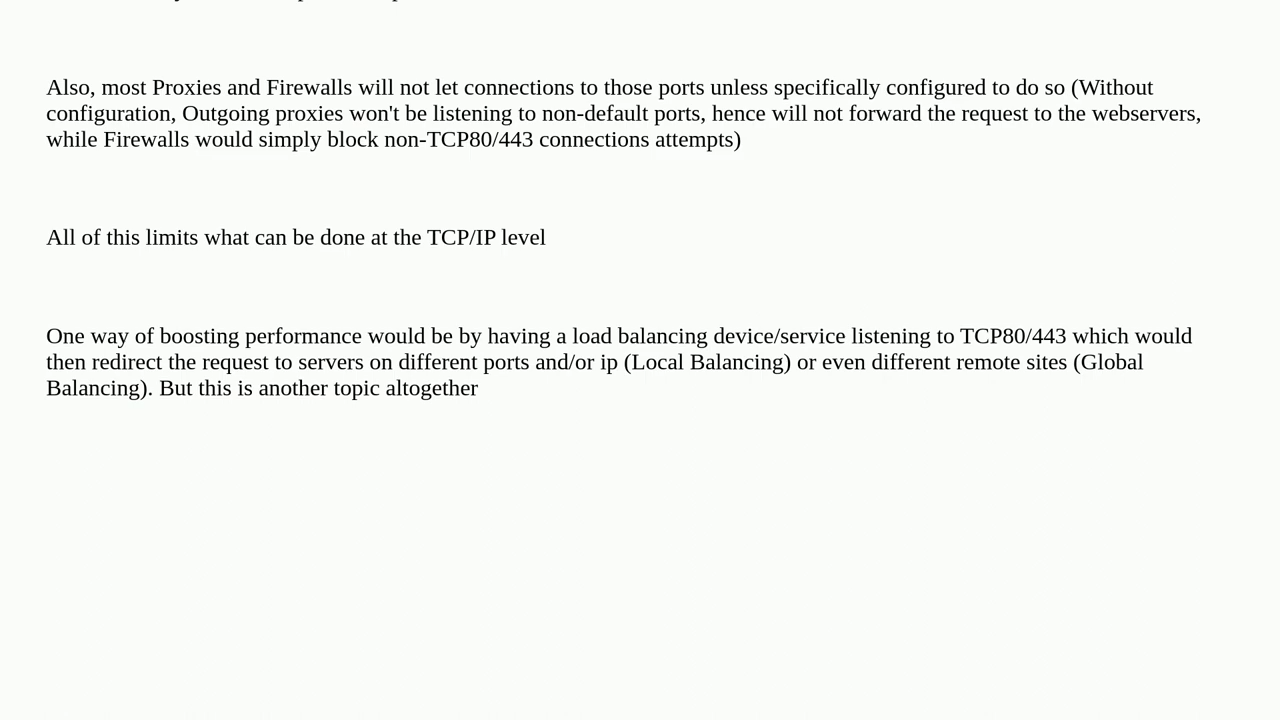 Also, most Proxies and Firewalls will not let connections to those ports unless specifically configured to do so (Without
configuration, Outgoing proxies won't be listening to non-default ports, hence will not forward the request to the webservers,
while Firewalls would simply block non-TCP80/443 connections attempts)
All of this limits what can be done at the TCP/IP level
One way of boosting performance would be by having a load balancing device/service listening to TCP80/443 which would
then redirect the request to servers on different ports and/or ip (Local Balancing) or even different remote sites (Global
Balancing). But this is another topic altogether